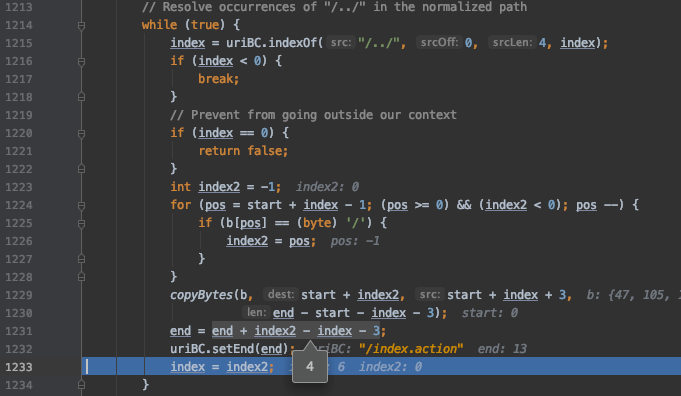 1213 // Resolve occurrences of "/../" in the normalized path
1214 while (true) {
1215 index = uriBC.indexOf( src: "/../", srcOff: 0, srcLen: 4, index);
1216 if (index < 0) {
1217 break;
1218 }
1219 // Prevent from going outside our context
1220 if (index == 0) {
1221 return false;
1222 }
1223 int index2 = -1; index2: 0
1224 for (pos = start + index - 1; (pos >= 0) && (index2 < 0); pos --) {
1225 if (b[pos] == (byte) '/') {
1226 index2 = pos; pos: -1
1227 }
1228 }
1229 copyBytes(b, dest: start + index2, src: start + index + 3, b: {47, 105,
1230 len: end - start - index - 3); start: 0
1231 end = end + index2 - index - 3;
1232 uriBC.setEnd(end); "/index.action" end: 13
1233 index = index2; 6 index2: 0
4
1234 }